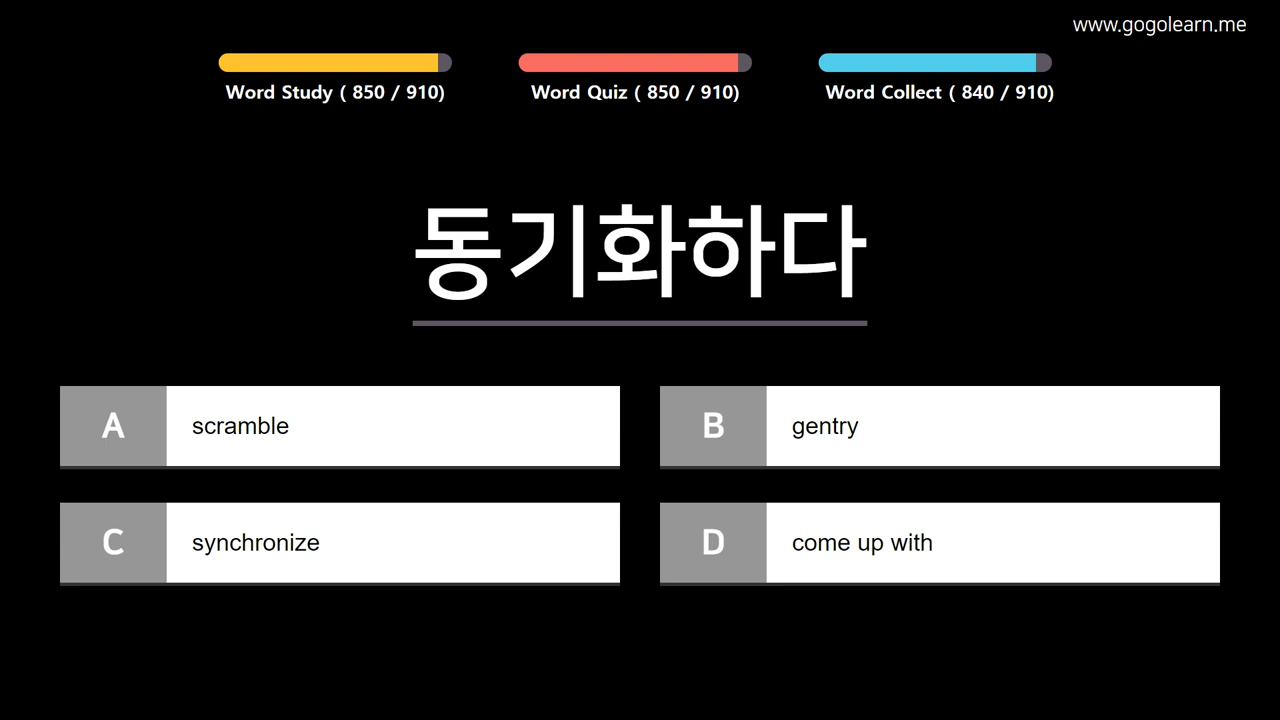 www.gogolearn.me
Word Study ( 850 / 910)
Word Quiz ( 850 / 910)
Word Collect ( 840 / 910)
동기화하다
A scramble
B gentry
C synchronize
D come up with